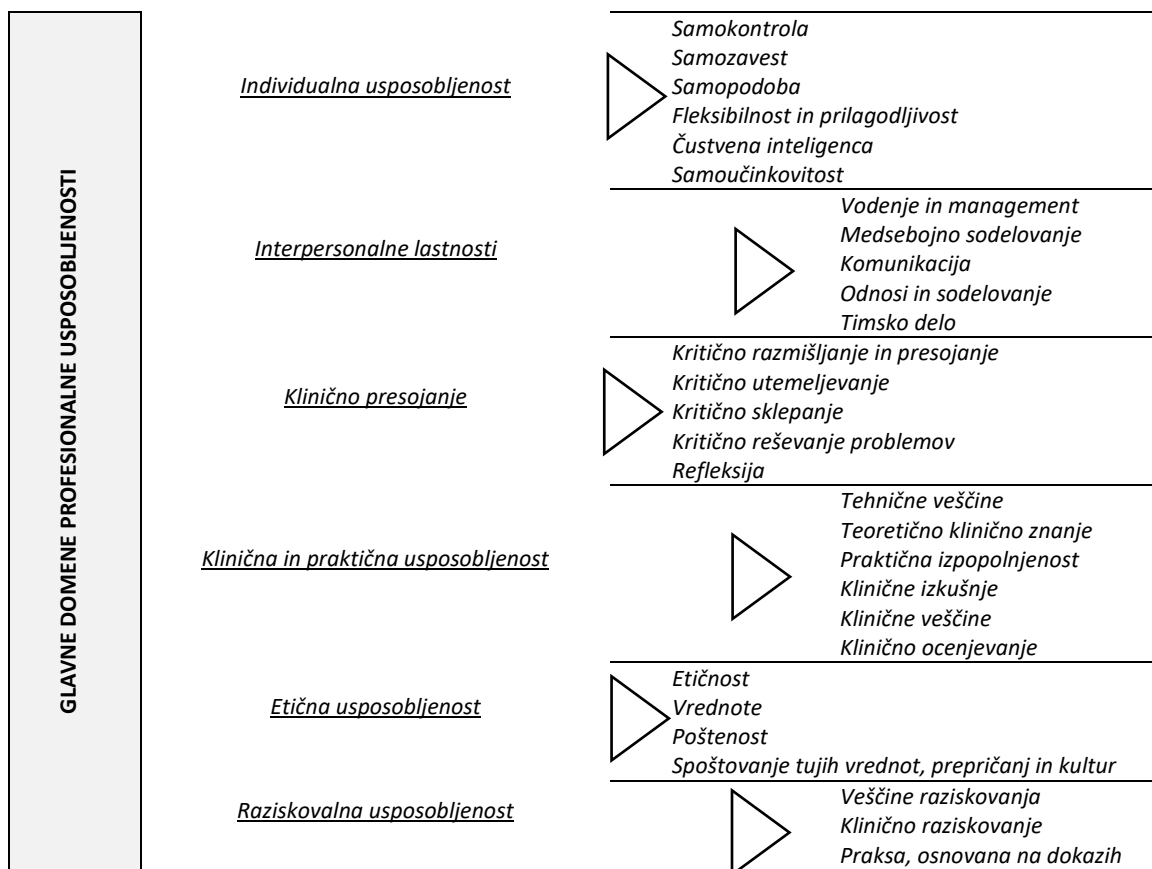 GLAVNE DOMENE PROFESIONALNE USPOSOBLJENOSTI
Individualna usposobljenost
Samokontrola
Samozavest
Samopodoba
Fleksibilnost in prilagodljivost
Čustvena inteligenca
Samoučinkovitost
Interpersonalne lastnosti
Vodenje in management
Medsebojno sodelovanje
Komunikacija
Odnosi in sodelovanje
Timsko delo
Klinično presojanje
Kritično razmišljanje in presojanje
Kritično utemeljevanje
Kritično sklepanje
Kritično reševanje problemov
Refleksija
Klinična in praktična usposobljenost
Tehnične veščine
Teoretično klinično znanje
Praktična izpopolnjenost
Klinične izkušnje
Klinične veščine
Klinično ocenjevanje
Etična usposobljenost
Etičnost
Vrednote
Poštenost
Spoštovanje tujih vrednot, prepričanj in kultur
Raziskovalna usposobljenost
Veščine raziskovanja
Klinično raziskovanje
Praksa, osnovana na dokazih